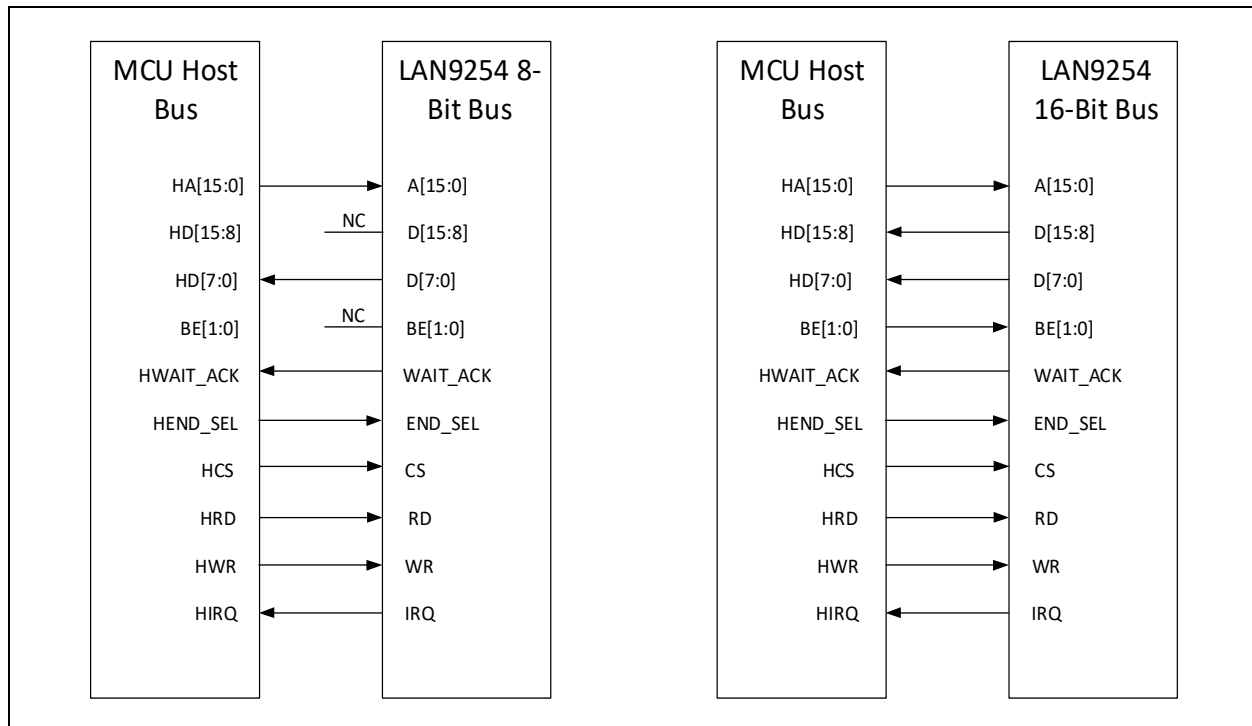 MCU Host
Bus
HA[15:0]
HD[15:8]
HD[7:0]
BE[1:0]
HWAIT_ACK
HEND_SEL
HCS
HRD
HWR
HIRQ
NC
NC
LAN9254 8-
Bit Bus
A[15:0]
D[15:8]
D[7:0]
BE[1:0]
WAIT_ACK
END_SEL
CS
RD
WR
IRQ
MCU Host
Bus
HA[15:0]
HD[15:8]
HD[7:0]
BE[1:0]
HWAIT_ACK
HEND_SEL
HCS
HRD
HWR
HIRQ
LAN9254
16-Bit Bus
A[15:0]
D[15:8]
D[7:0]
BE[1:0]
WAIT_ACK
END_SEL
CS
RD
WR
IRQ